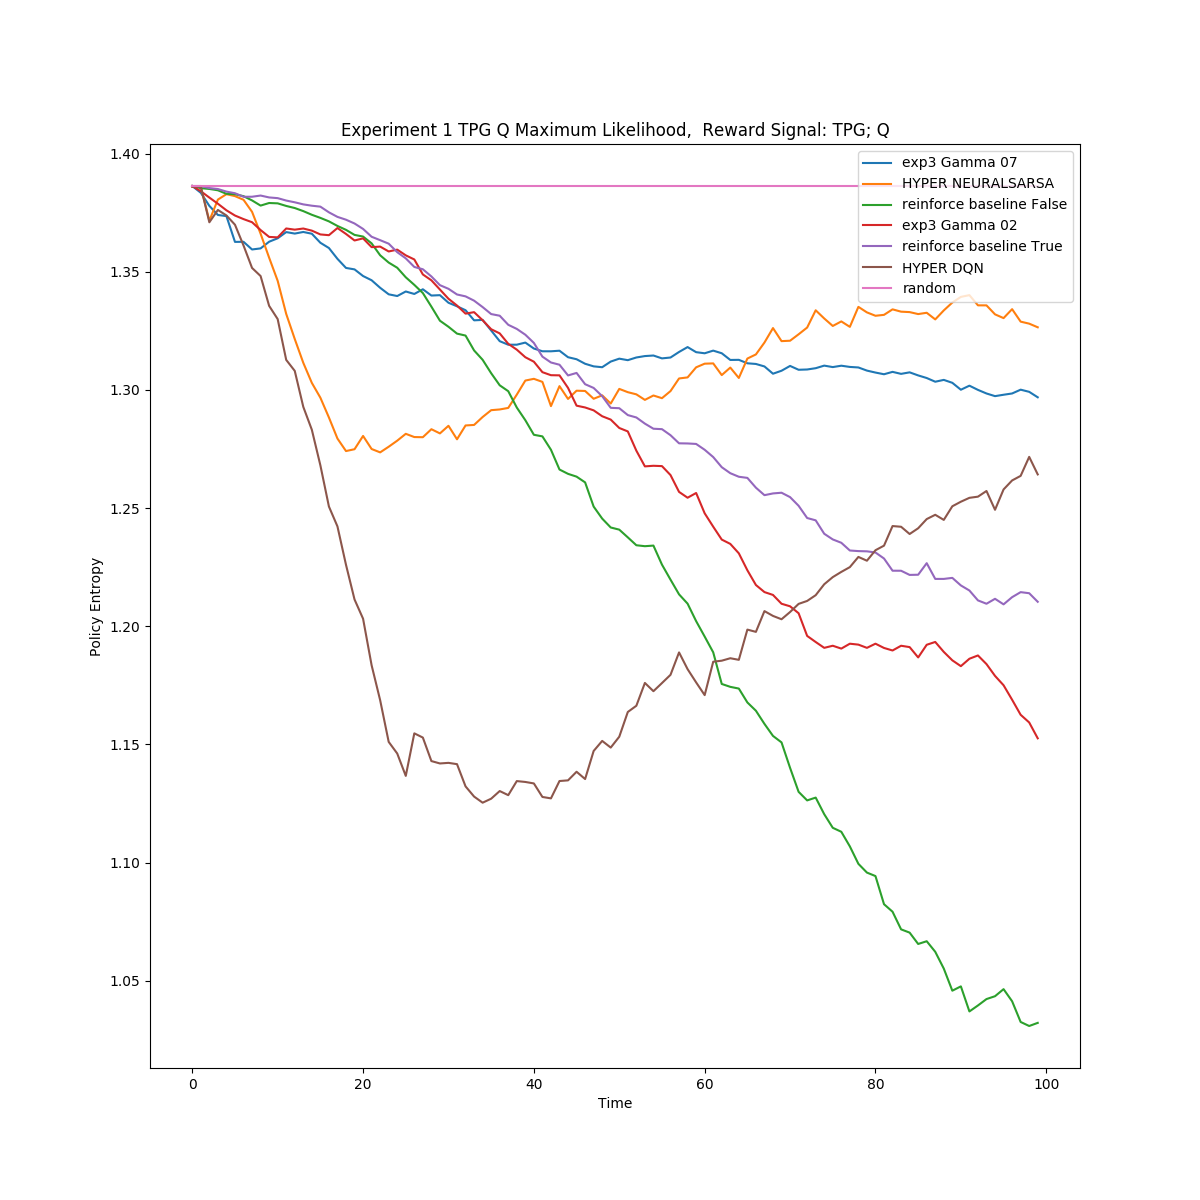 Experiment 1 TPG Q Maximum Likelihood,  Reward Signal: TPG; Q
exp3 Gamma 07
HYPER NEURALSARSA
reinforce baseline False
exp3 Gamma 02
reinforce baseline True
HYPER DQN
random
1.40
1.35
1.30
1.25
1.20
1.15
1.10
1.05
Policy Entropy
0 20 40 60 80 100
Time